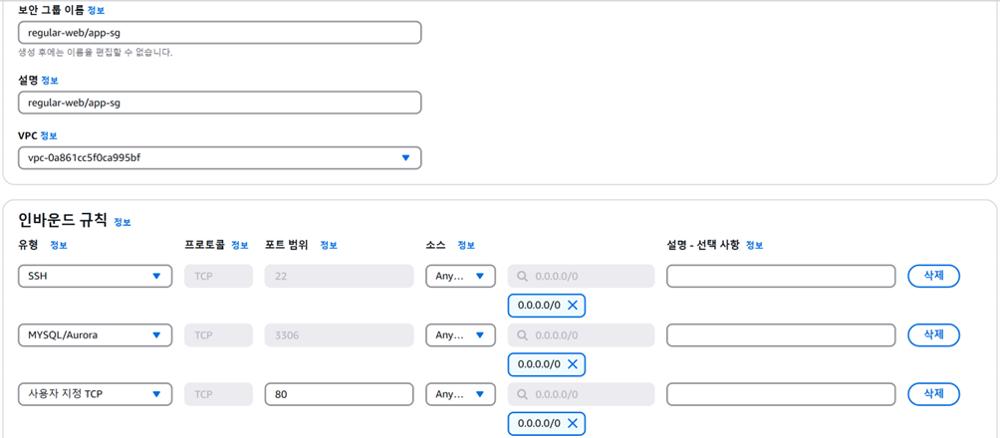 보안 그룹 이름 정보
regular-web/app-sg
생성 후에는 이름을 편집할 수 없습니다.
설명 정보
regular-web/app-sg
VPC 정보
vpc-0a861cc5f0ca995bf
인바운드 규칙 정보
유형 정보 프로토콜 정보 포트 범위 정보 소스 정보 설명 - 선택 사항 정보
SSH TCP 22 Any... 0.0.0.0/0 삭제
0.0.0.0/0
MYSQL/Aurora TCP 3306 Any... 0.0.0.0/0 삭제
0.0.0.0/0
사용자 지정 TCP TCP 80 Any... 0.0.0.0/0 삭제
0.0.0.0/0